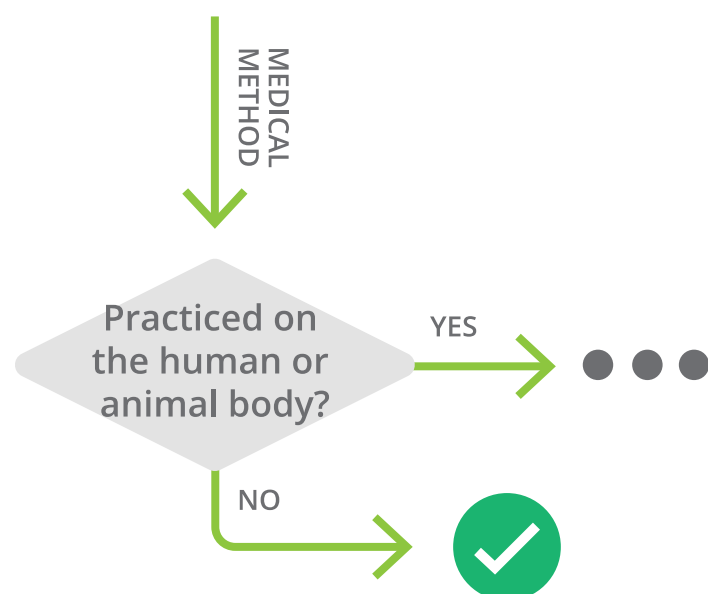 MEDICAL
METHOD
Practiced on
the human or
animal body?
YES
NO